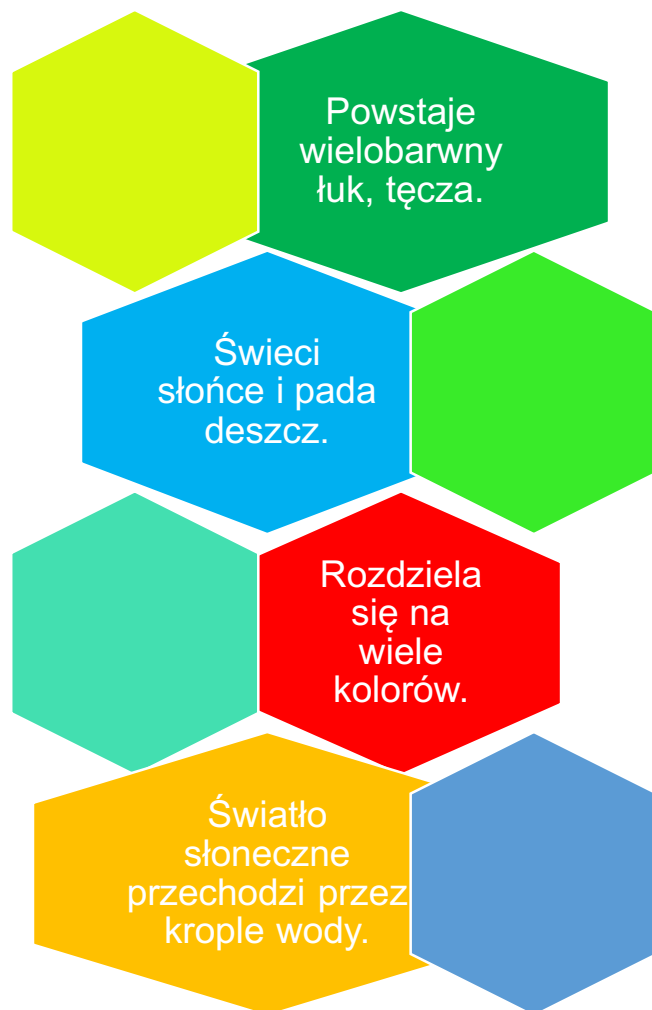 Powstaje
wielobarwny
łuk, tęcza.
Świeci
słońce i pada
deszcz.
Rozdziela
się na
wiele
kolorów.
Światło
słoneczne
przechodzi przez
krople wody.